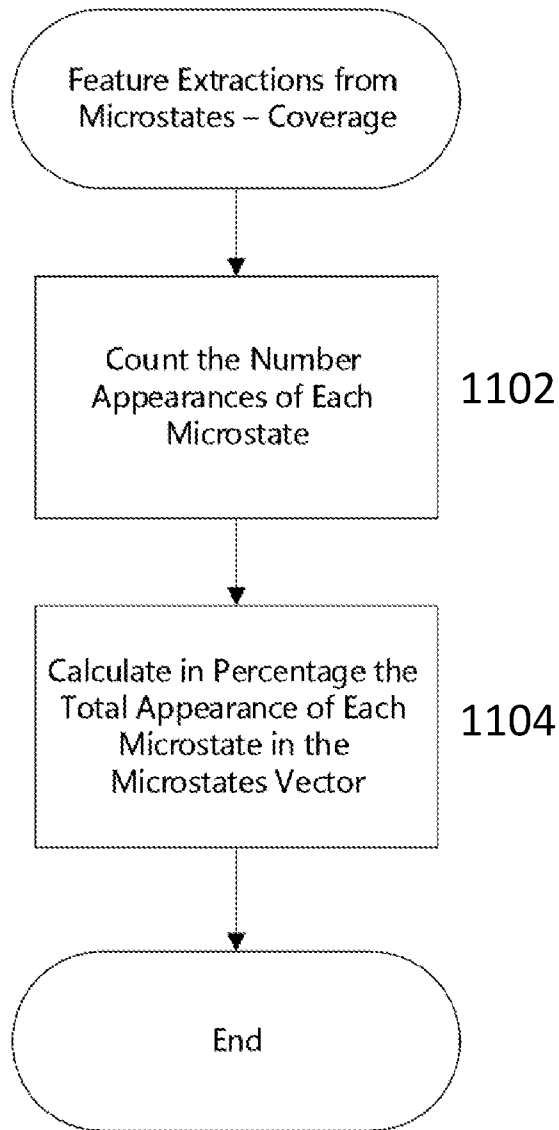 Feature Extractions from
Microstates – Coverage
Count the Number
Appearances of Each
Microstate
1102
Calculate in Percentage the
Total Appearance of Each
Microstate in the
Microstates Vector
1104
End